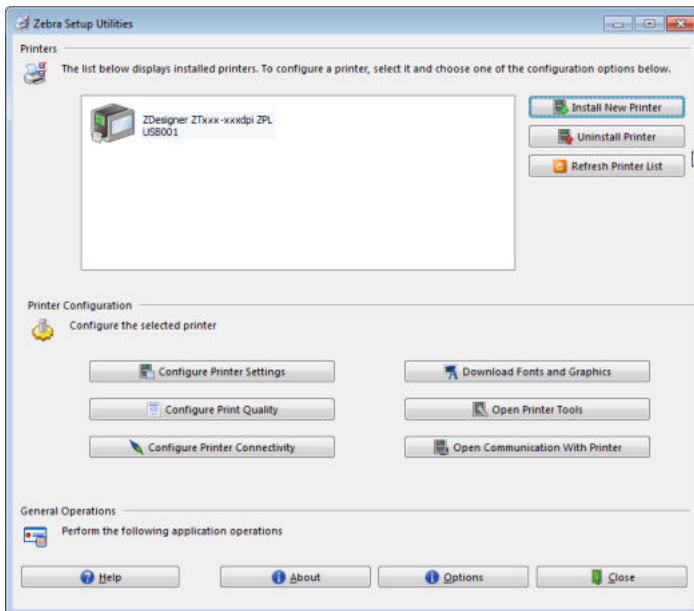 Zebra Setup Utilities
Printers
The list below displays installed printers. To configure a printer, select it and choose one of the configuration options below.
ZDesigner ZTxxx-xxxdpi ZPL
USB001
Install New Printer
Uninstall Printer
Refresh Printer List
Printer Configuration
Configure the selected printer
Configure Printer Settings
Download Fonts and Graphics
Configure Print Quality
Open Printer Tools
Configure Printer Connectivity
Open Communication With Printer
General Operations
Perform the following application operations
Help
About
Options
Close